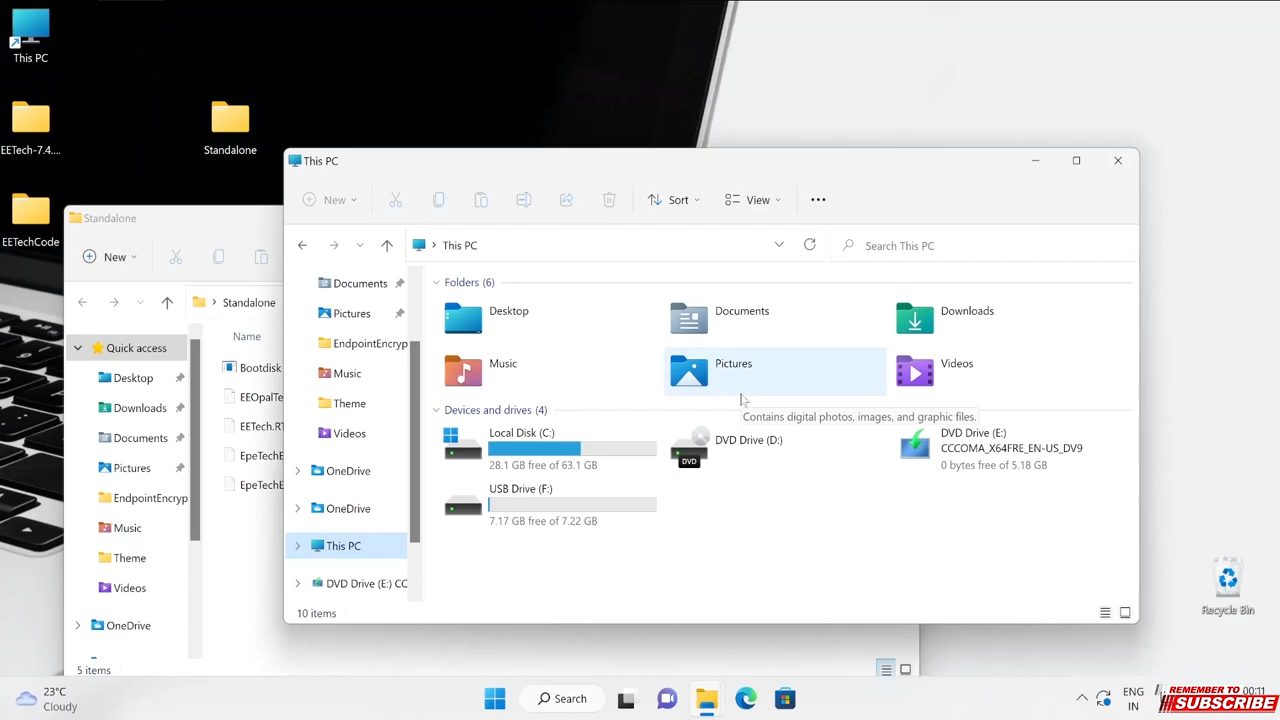 This PC
EETech-7.4....
Standalone
EETechCode
Standalone
New
Standalone
Quick access
Desktop
Downloads
Documents
Pictures
EndpointEncryp
Music
Theme
Videos
OneDrive
5 items
Name
Bootdisk
EEOpalTe
EETech.RT
EpeTechE
EpeTechE
This PC
New
Sort
View
This PC
Search This PC
Documents
Pictures
EndpointEncryp
Music
Theme
Videos
OneDrive
OneDrive
This PC
DVD Drive (E:) CC
10 items
Folders (6)
Desktop
Documents
Downloads
Music
Pictures
Videos
Contains digital photos, images, and graphic files.
Devices and drives (4)
Local Disk (C:)
28.1 GB free of 63.1 GB
DVD Drive (D:)
DVD
DVD Drive (E:)
CCCOMA_X64FRE_EN-US_DV9
0 bytes free of 5.18 GB
USB Drive (F:)
7.17 GB free of 7.22 GB
Recycle Bin
23°C
Cloudy
Search
ENG
IN
00:11
REMEMBER TO
SUBSCRIBE